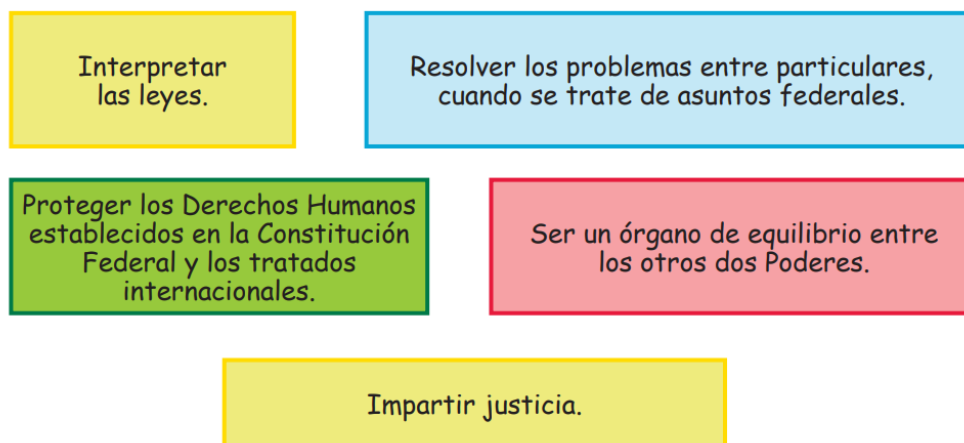 Interpretar
las leyes.
Resolver los problemas entre particulares,
cuando se trate de asuntos federales.
Proteger los Derechos Humanos
establecidos en la Constitución
Federal y los tratados
internacionales.
Ser un órgano de equilibrio entre
los otros dos Poderes.
Impartir justicia.